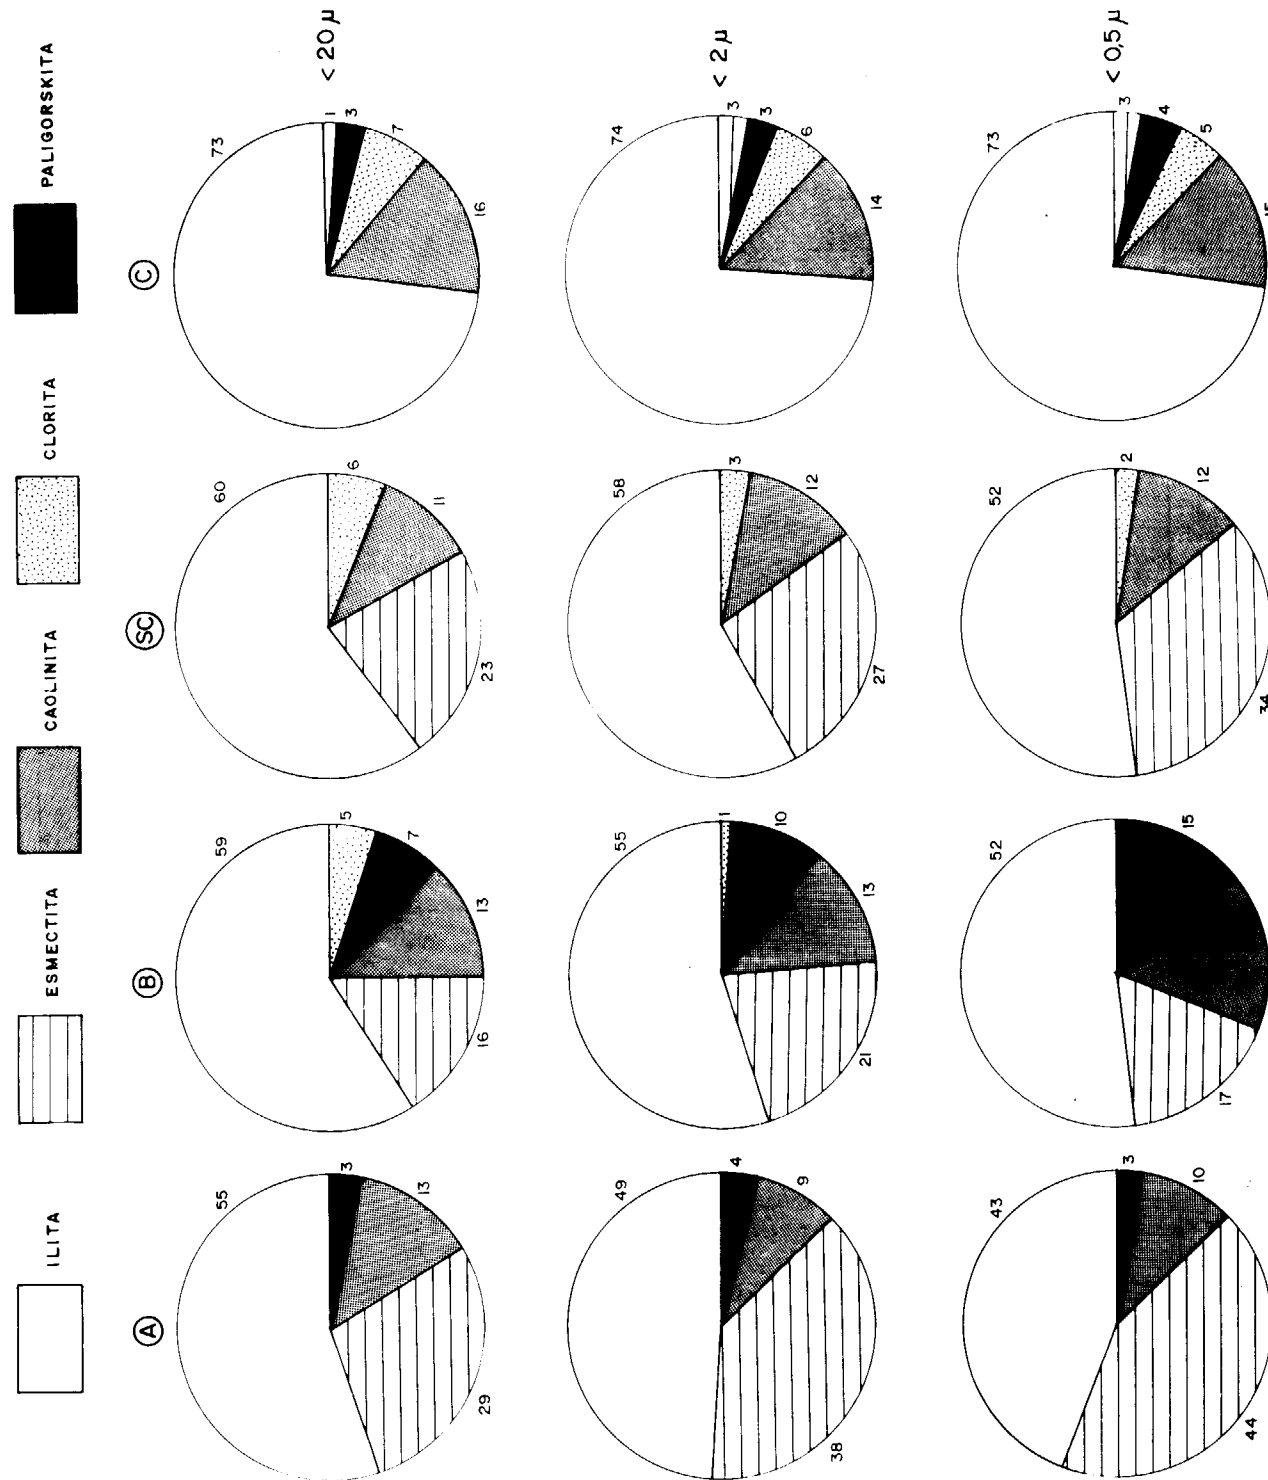 ILITA ESMECTITA CAOLINITA CLORITA PALIGORSKITA
A B SC C
55 3 13 29
59 5 7 13 16
60 6 11 23
73 1 3 7 16
< 20 µ
49 4 9 38
55 1 10 13 21
58 3 12 27
74 3 3 6 14
< 2 µ
43 3 10 44
52 15 17
52 2 12 34
73 3 4 5 15
< 0,5 µ